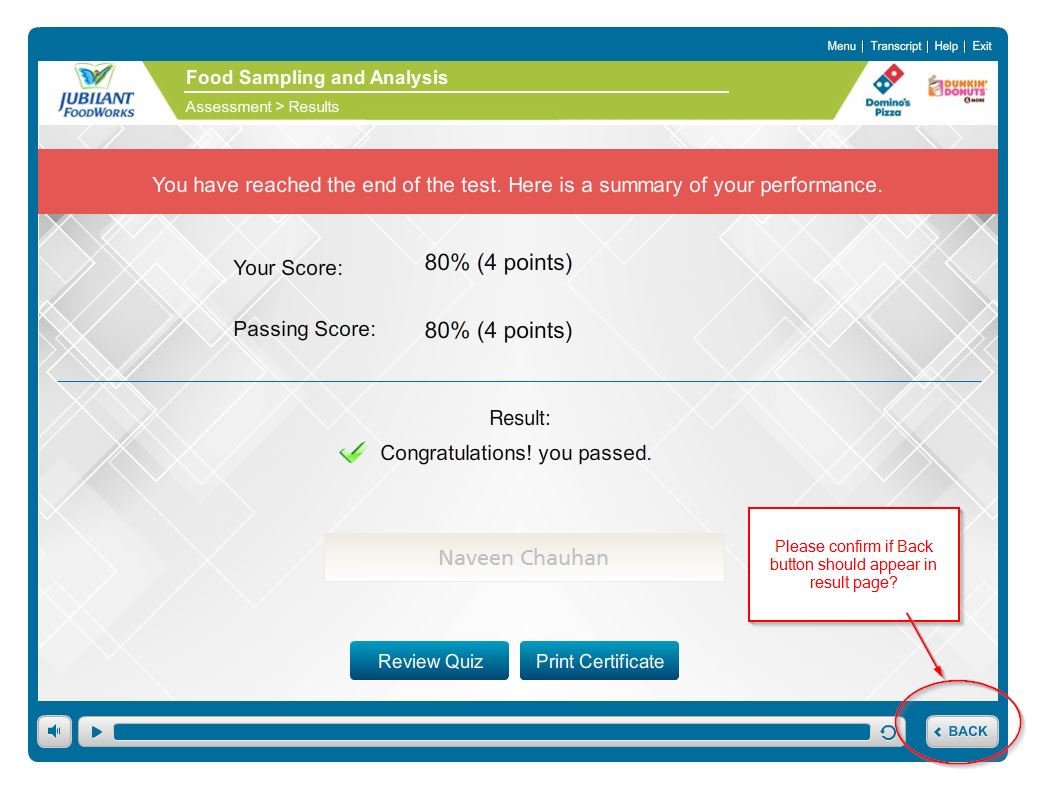 Menu | Transcript | Help | Exit
JUBILANT
FOODWORKS
Food Sampling and Analysis
Assessment > Results
Domino's
Pizza
DUNKIN'
DONUTS
& MORE
You have reached the end of the test. Here is a summary of your performance.
Your Score: 80% (4 points)
Passing Score: 80% (4 points)
Result:
Congratulations! you passed.
Naveen Chauhan
Please confirm if Back
button should appear in
result page?
Review Quiz Print Certificate
BACK